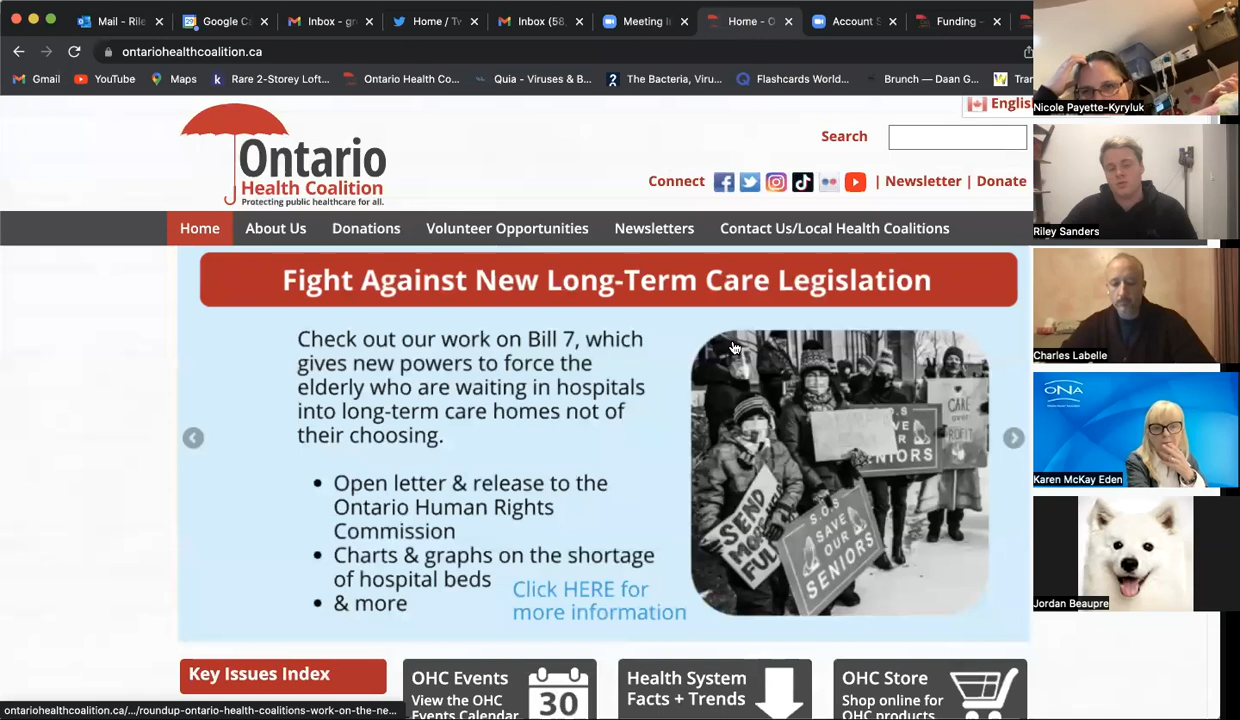 Mail - Rile
Google Ca
Inbox - gr
Home / Tw
Inbox (58,
Meeting I
Home - O
Account S
Funding -
ontariohealthcoalition.ca
Gmail
YouTube
Maps
Rare 2-Storey Loft...
Ontario Health Co...
Quia - Viruses & B...
The Bacteria, Viru...
Flashcards World...
Brunch — Daan G...
Tran
English
Ontario
Health Coalition
Protecting public healthcare for all.
Search
Connect | Newsletter | Donate
Home
About Us
Donations
Volunteer Opportunities
Newsletters
Contact Us/Local Health Coalitions
Fight Against New Long-Term Care Legislation
Check out our work on Bill 7, which
gives new powers to force the
elderly who are waiting in hospitals
into long-term care homes not of
their choosing.
• Open letter & release to the
Ontario Human Rights
Commission
• Charts & graphs on the shortage
of hospital beds
• & more
Click HERE for
more information
SEND
MORE
FUL
S.O.S
SAVE
OUR
SENIORS
CARE
Key Issues Index
OHC Events
View the OHC
Events Calendar
30
Health System
Facts + Trends
OHC Store
Shop online for
OHC products
ontariohealthcoalition.ca/.../roundup-ontario-health-coalitions-work-on-the-ne...
Nicole Payette-Kyryluk
Riley Sanders
Charles Labelle
ONA
Karen McKay Eden
Jordan Beaupre